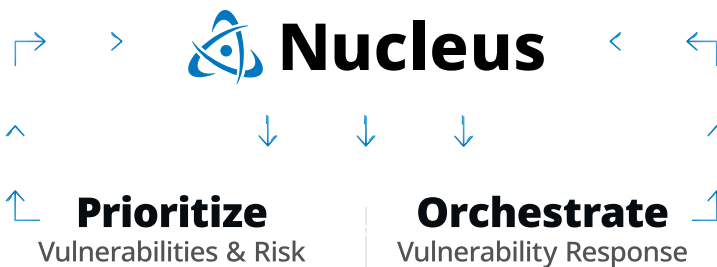 Nucleus
Prioritize
Vulnerabilities & Risk
Orchestrate
Vulnerability Response